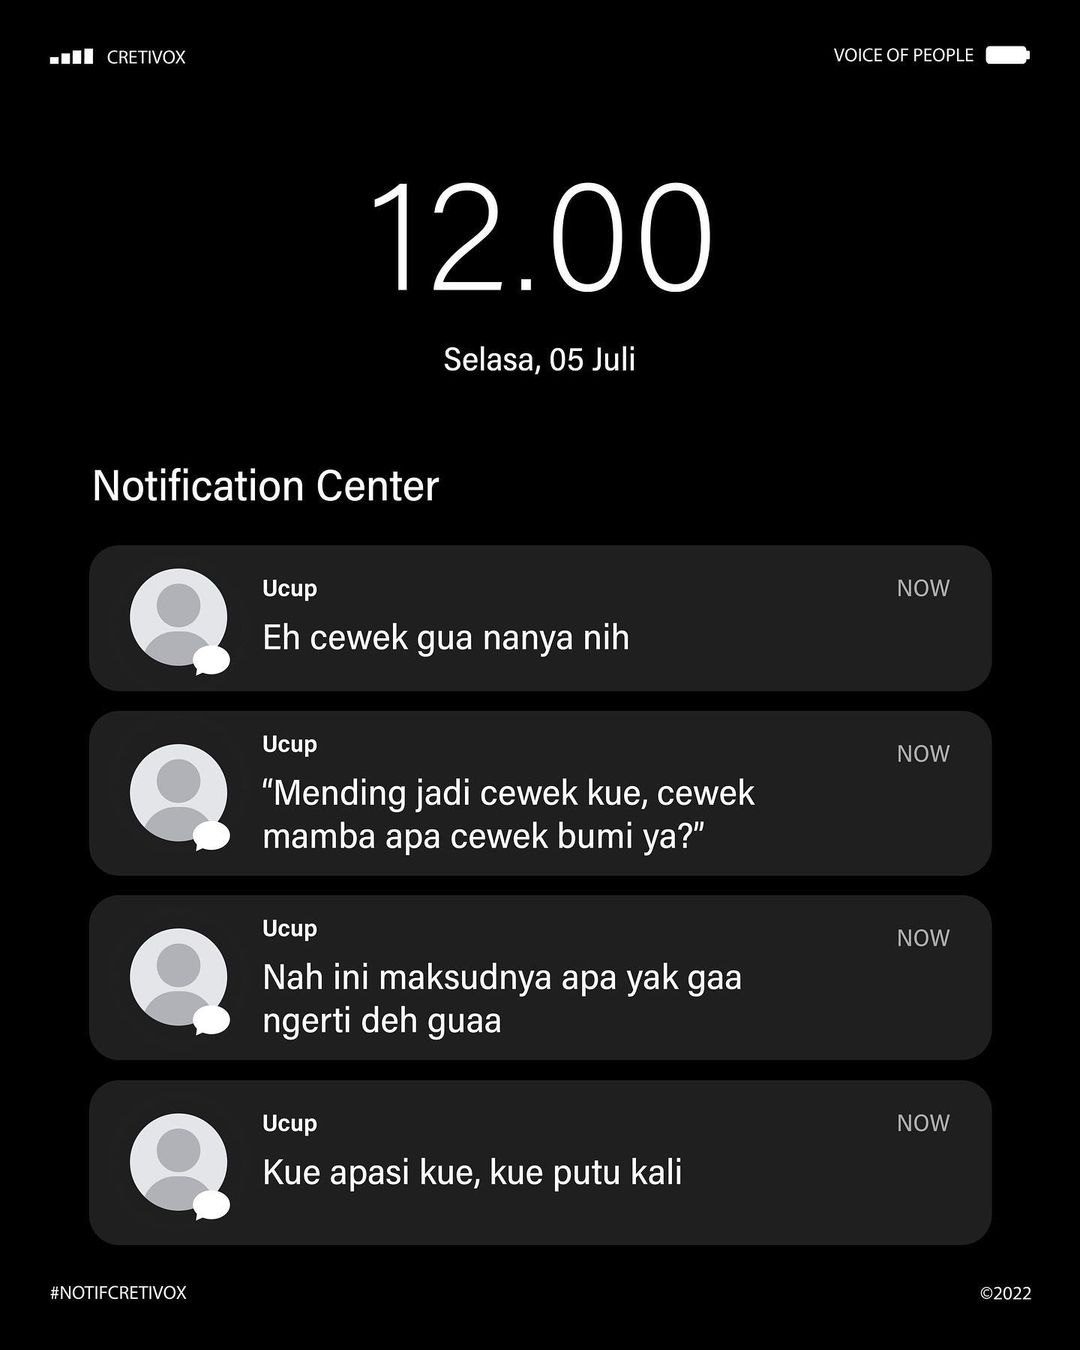 CRETIVOX
VOICE OF PEOPLE
12.00
Selasa, 05 Juli
Notification Center
Ucup
NOW
Eh cewek gua nanya nih
Ucup
NOW
“Mending jadi cewek kue, cewek
mamba apa cewek bumi ya?”
Ucup
NOW
Nah ini maksudnya apa yak gaa
ngerti deh guaa
Ucup
NOW
Kue apasi kue, kue putu kali
#NOTIFCRETIVOX
©2022